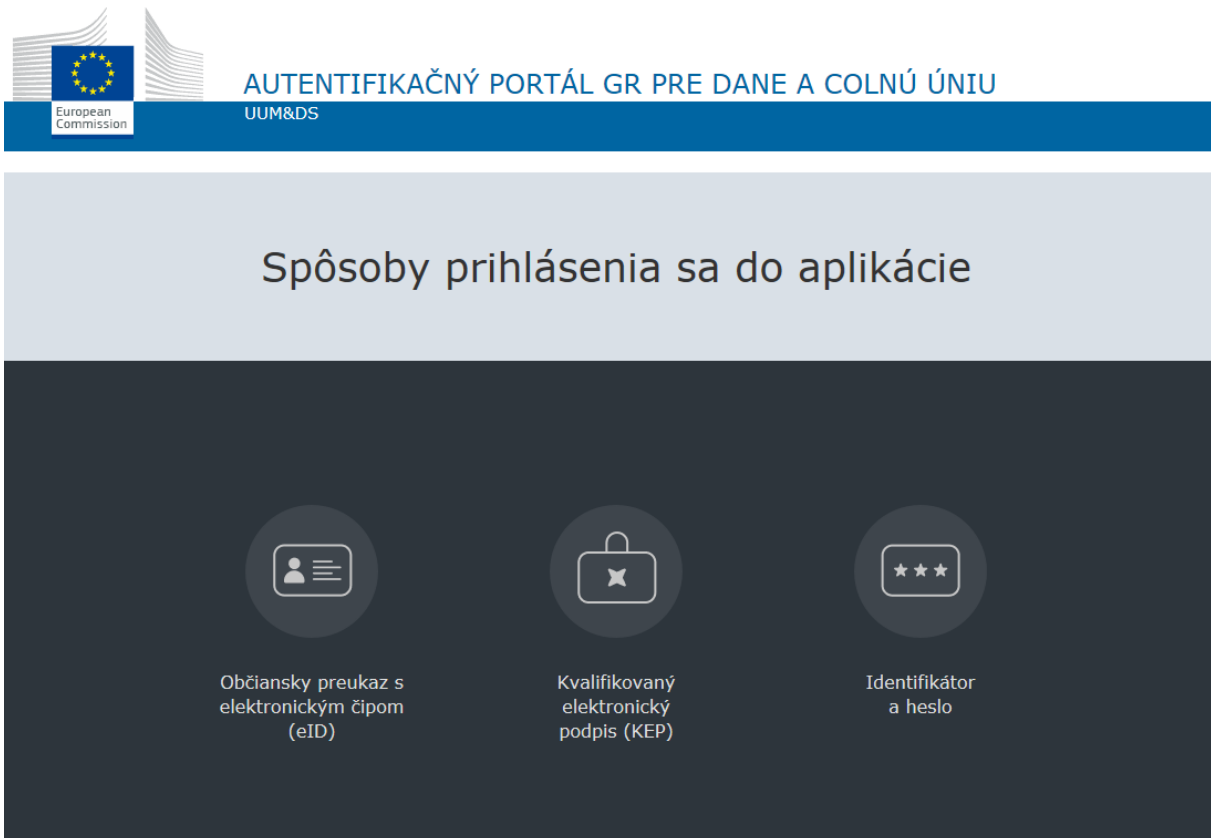 AUTENTIFIKAČNÝ PORTÁL GR PRE DANE A COLNÚ ÚNIU
UUM&DS
European
Commission
Spôsoby prihlásenia sa do aplikácie
Občiansky preukaz s
elektronickým čipom
(eID)
Kvalifikovaný
elektronický
podpis (KEP)
Identifikátor
a heslo